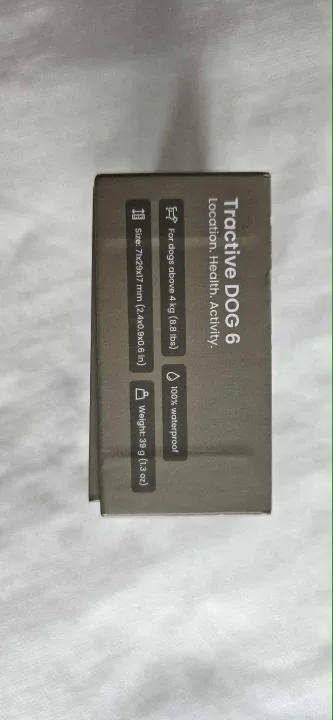 Tractive DOG 6
Location. Health. Activity.
For dogs above 4 kg (8.8 lbs)
100% waterproof
Size: 71x29x17 mm (2.4x0.9x0.6 in)
Weight: 39 g (1.3 oz)